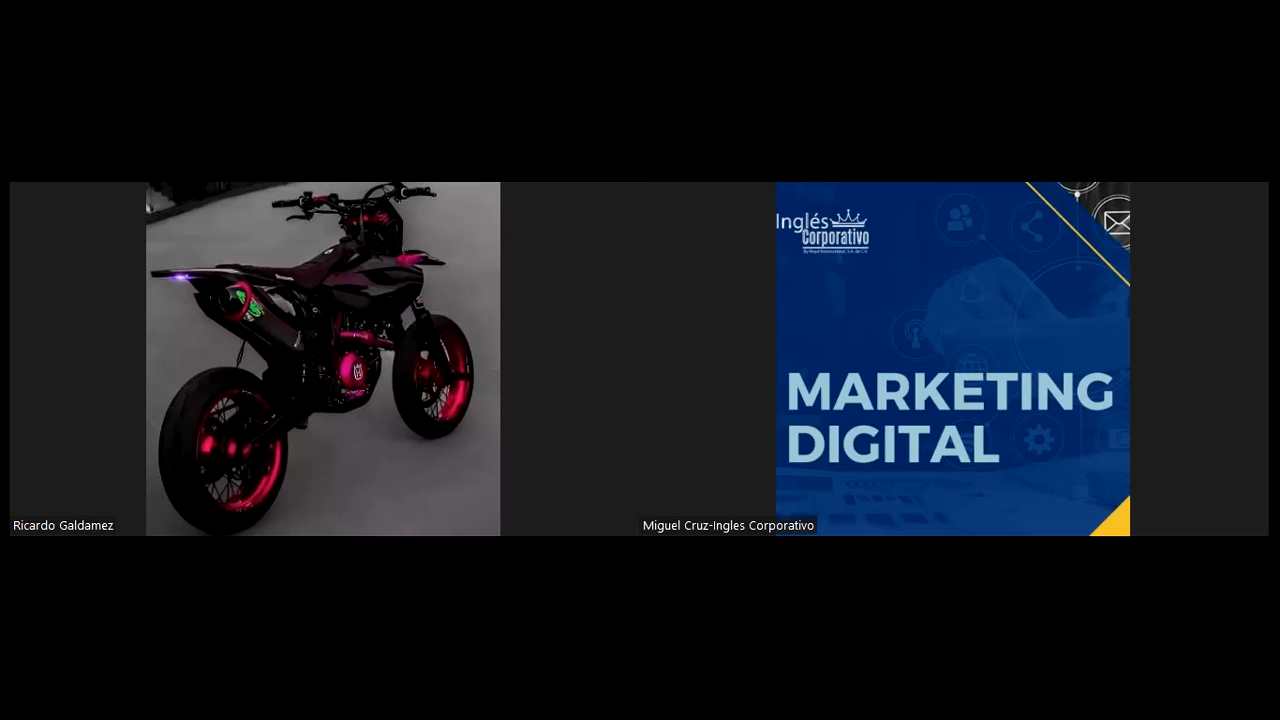 Inglés
Corporativo
MARKETING
DIGITAL
Ricardo Galdamez
Miguel Cruz-Ingles Corporativo